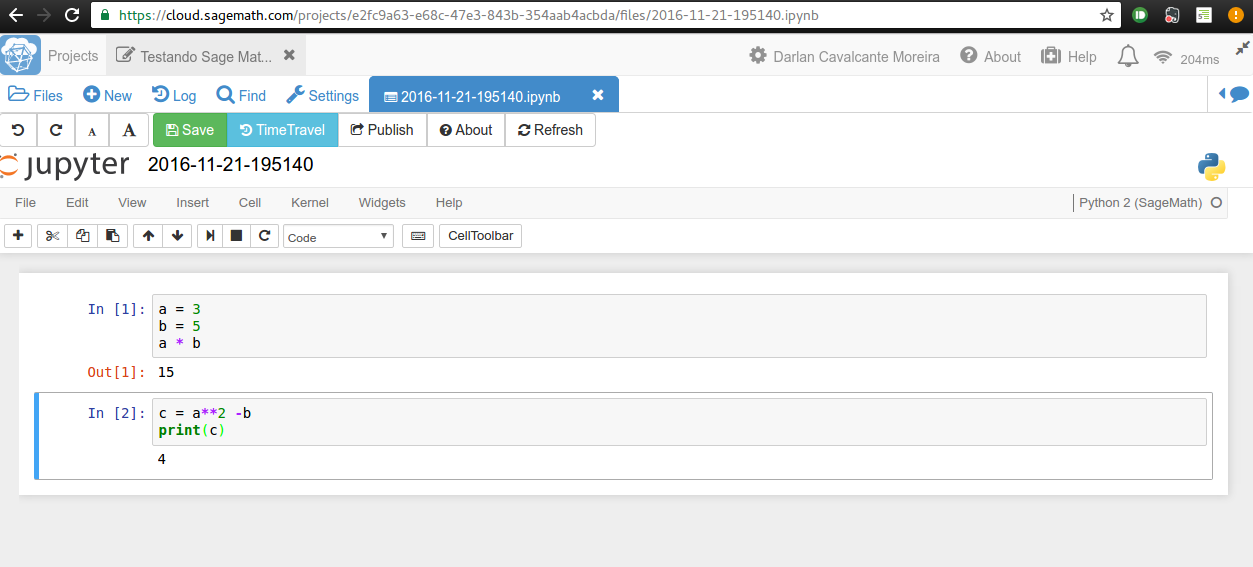 https://cloud.sagemath.com/projects/e2fc9a63-e68c-47e3-843b-354aab4acbda/files/2016-11-21-195140.ipynb
Projects Testando Sage Mat... Darlan Cavalcante Moreira About Help 204ms
Files New Log Find Settings 2016-11-21-195140.ipynb
A A Save TimeTravel Publish About Refresh
jupyter 2016-11-21-195140
File Edit View Insert Cell Kernel Widgets Help Python 2 (SageMath)
Code CellToolbar
In [1]: a = 3
b = 5
a * b
Out[1]: 15
In [2]: c = a**2 -b
print(c)
4